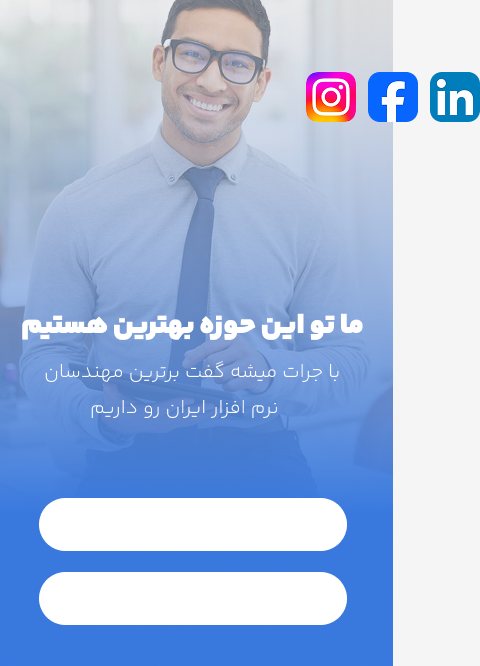 ما تو این حوزه بهترین هستیم
با جرات میشه گفت برترین مهندسان
نرم افزار ایران رو داریم